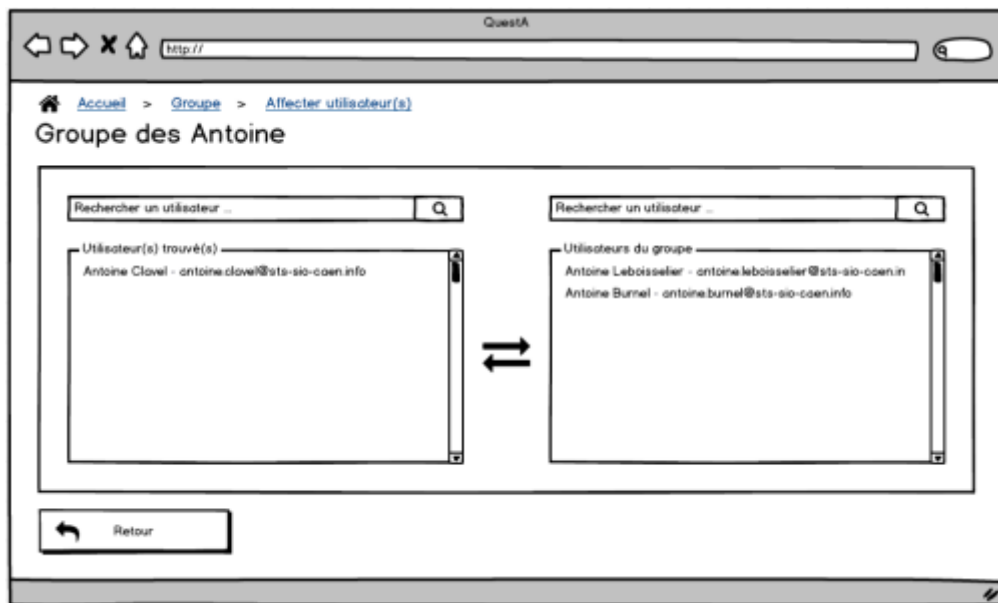 QuestA
http://
Accueil > Groupe > Affecter utilisateur(s)
Groupe des Antoine
Rechercher un utilisateur ...
Rechercher un utilisateur ...
Utilisateur(s) trouvé(s)
Antoine Clavel - antoine.clavel@sts-sio-caen.info
Utilisateurs du groupe
Antoine Leboisselier - antoine.leboisselier@sts-sio-caen.in
Antoine Burnel - antoine.burnel@sts-sio-caen.info
Retour